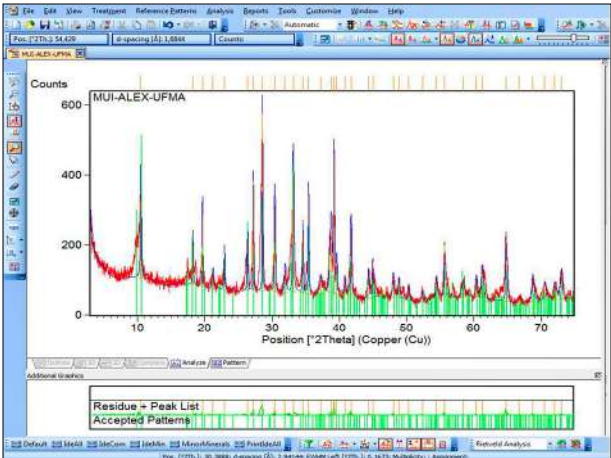 File Edit View Treatment Reference Patterns Analysis Reports Tools Customize Window Help
Automatic
Pos. [°2Th.]: 54,429 d-spacing [Å]: 1,6844 Counts:
MUI-ALEX-UFMA
Counts
MUI-ALEX-UFMA
600
400
200
0
10 20 30 40 50 60 70
Position [°2Theta] (Copper (Cu))
Analyze Pattern
Additional Graphics
Residue + Peak List
Accepted Patterns
Default IdeAll IdeCom IdeMin MinorMinerals PrintIdeAll Rietveld Analysis